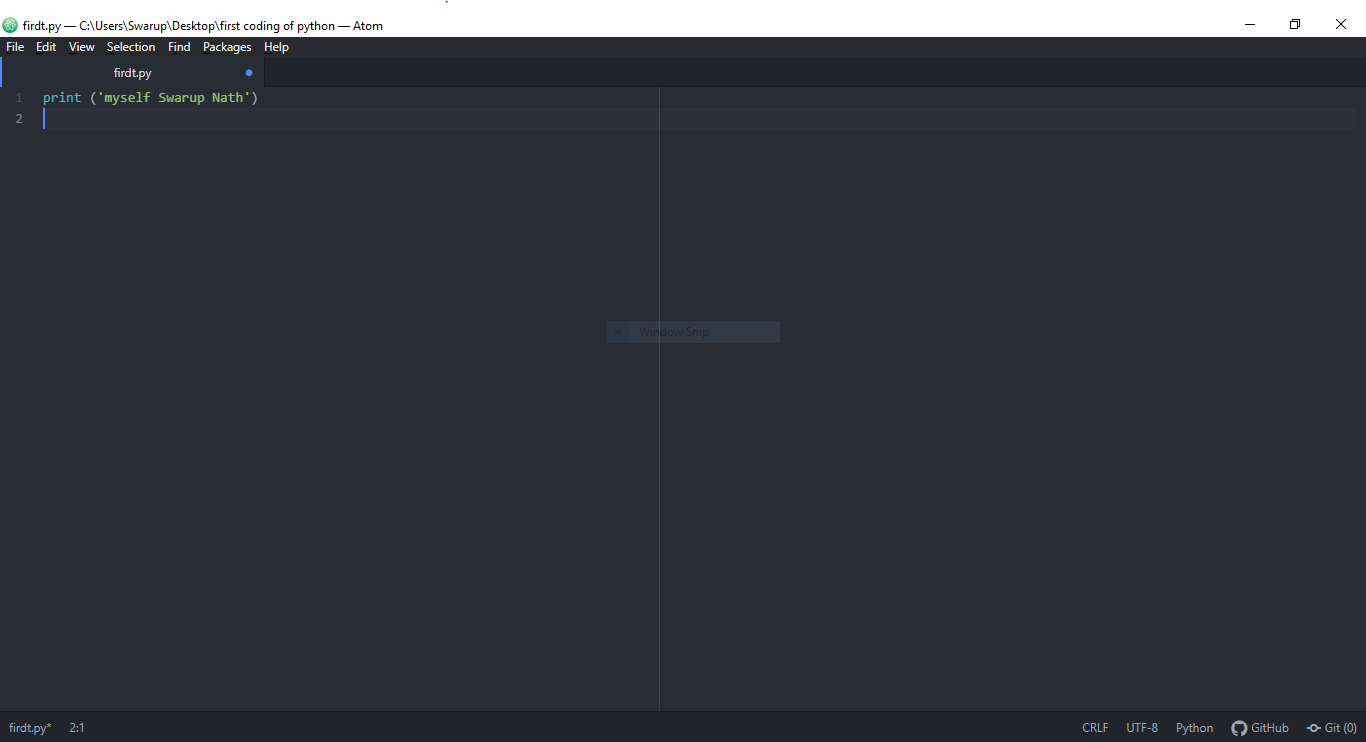 firdt.py — C:\Users\Swarup\Desktop\first coding of python — Atom
File Edit View Selection Find Packages Help
firdt.py
1 print ('myself Swarup Nath')
2
Window Snip
firdt.py* 2:1 CRLF UTF-8 Python GitHub Git (0)